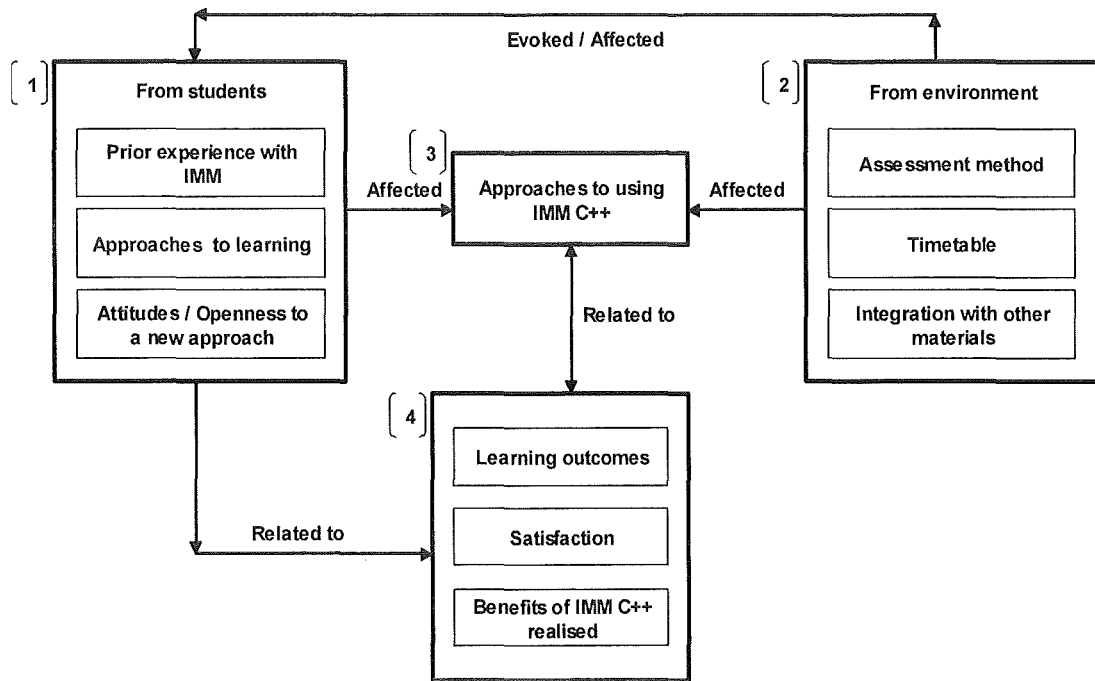 Evoked / Affected
[ 1 ]
From students
Prior experience with
IMM
Approaches to learning
Attitudes / Openness to
a new approach
Affected
[ 3 ]
Approaches to using
IMM C++
Affected
[ 2 ]
From environment
Assessment method
Timetable
Integration with other
materials
Related to
[ 4 ]
Learning outcomes
Satisfaction
Benefits of IMM C++
realised
Related to